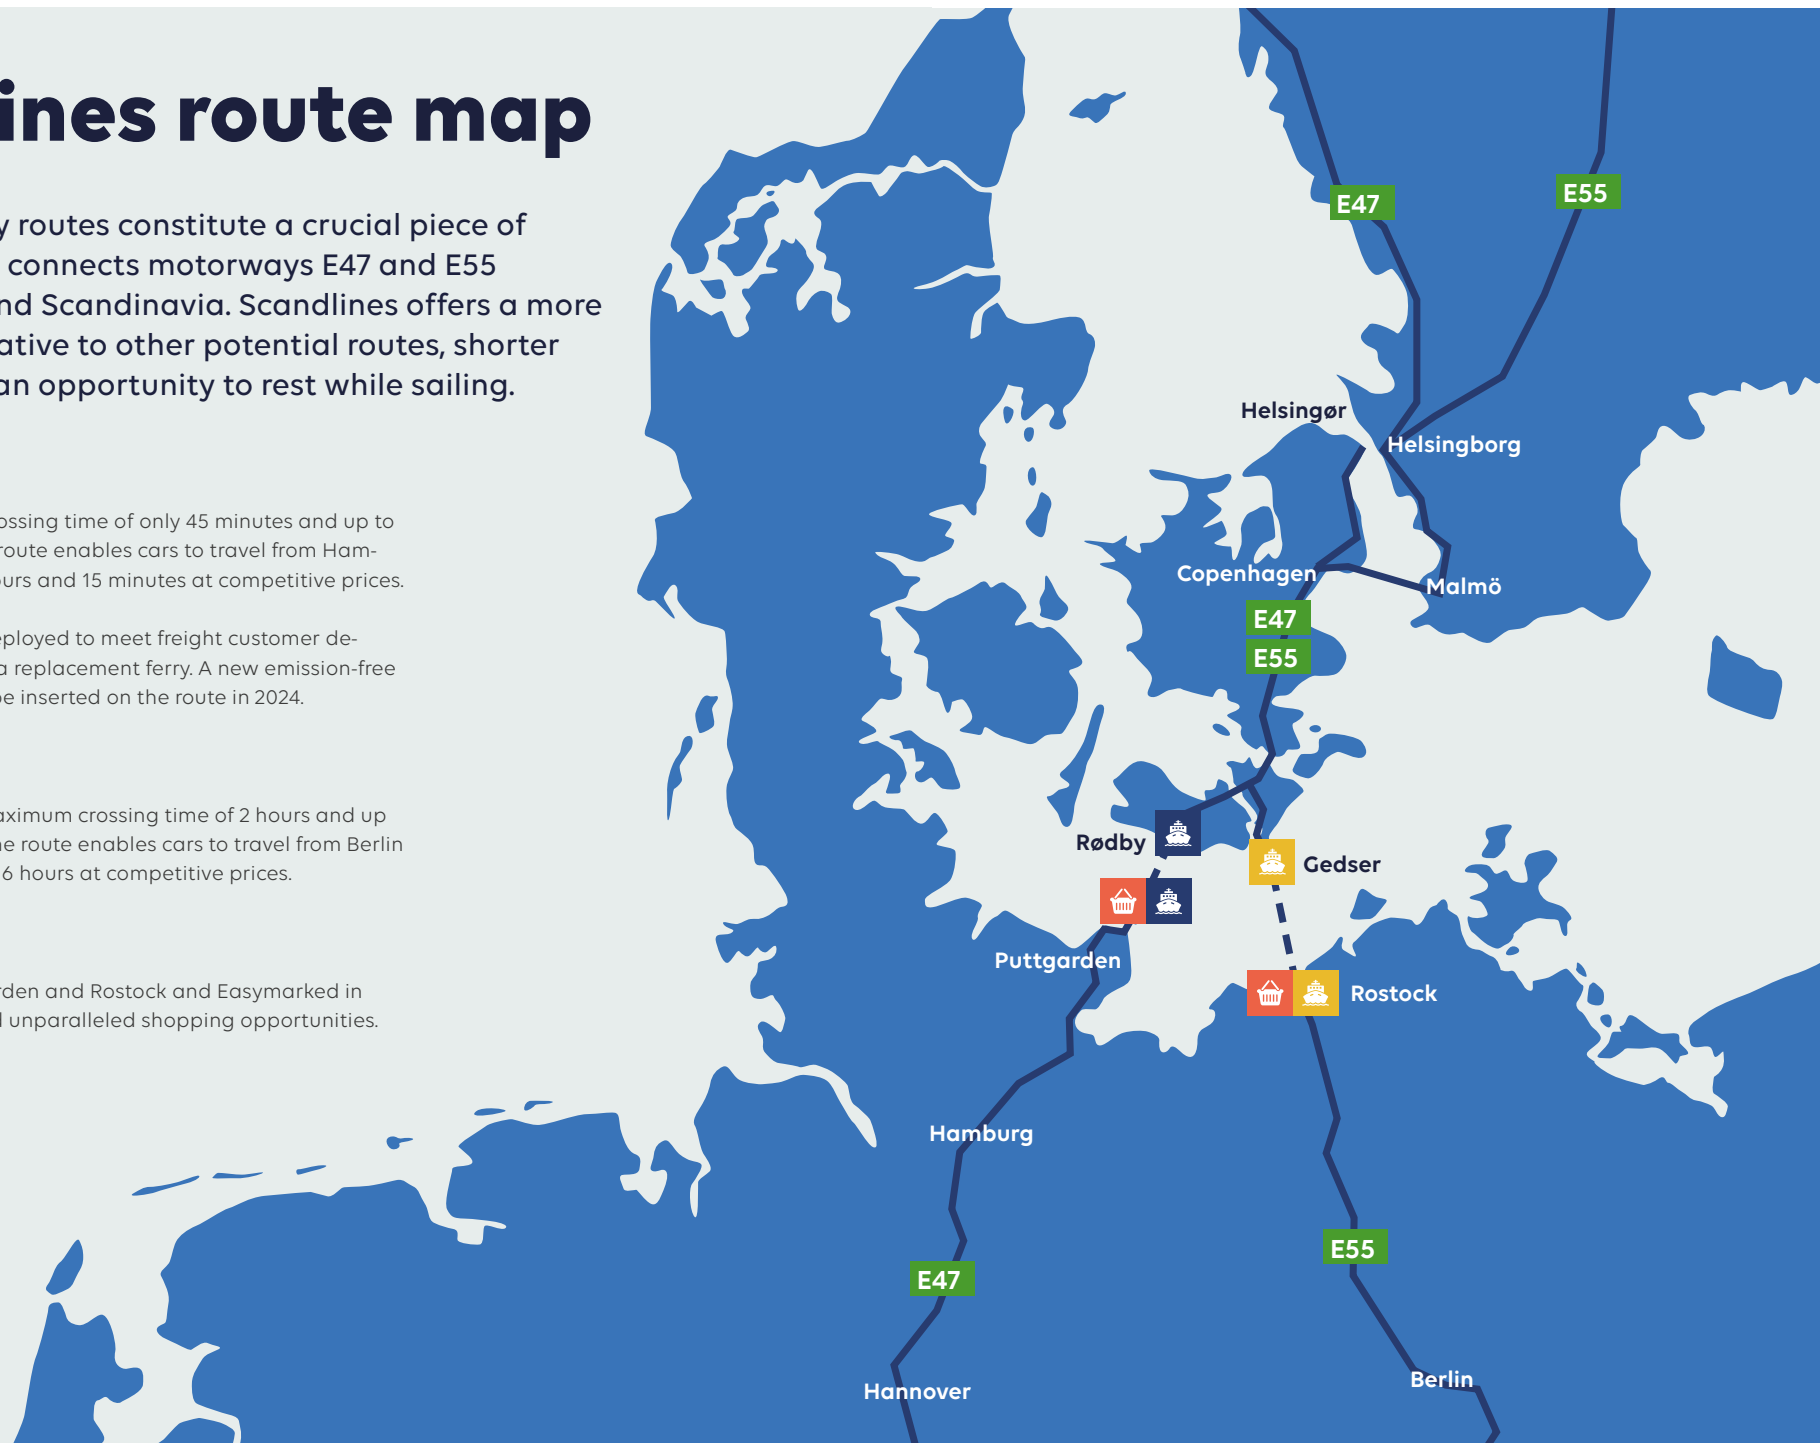 ines route map
y routes constitute a crucial piece of
connects motorways E47 and E55
nd Scandinavia. Scandlines offers a more
ative to other potential routes, shorter
an opportunity to rest while sailing.
ossing time of only 45 minutes and up to
route enables cars to travel from Ham-
ours and 15 minutes at competitive prices.
eployed to meet freight customer de-
a replacement ferry. A new emission-free
be inserted on the route in 2024.
aximum crossing time of 2 hours and up
he route enables cars to travel from Berlin
6 hours at competitive prices.
rden and Rostock and Easymarked in
unparalleled shopping opportunities.
E47
E55
Helsingør
Helsingborg
Copenhagen
Malmö
E47
E55
Rødby
Gedser
Puttgarden
Rostock
Hamburg
E55
E47
Hannover
Berlin